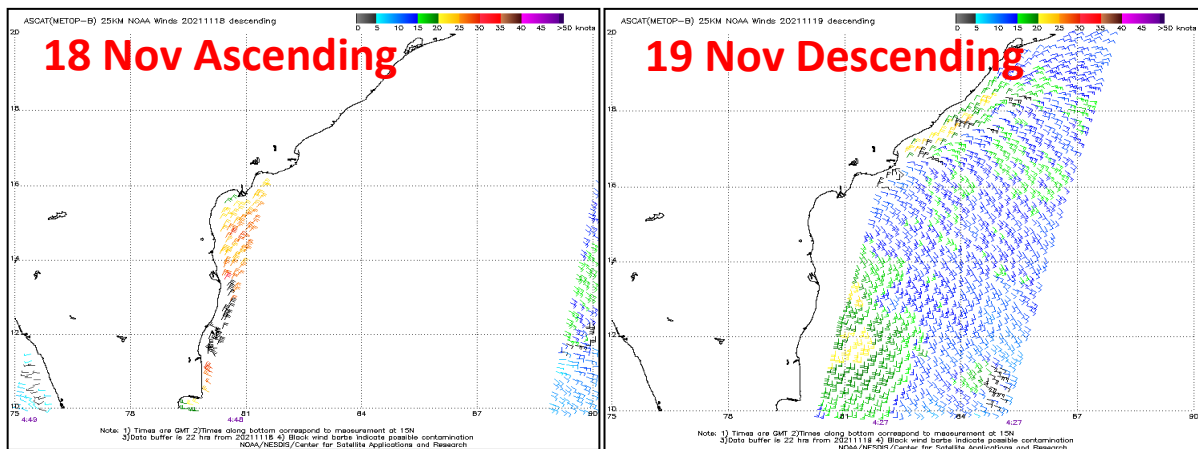 ASCAT(METOP-B) 25KM NOAA Winds 20211118 descending
0 5 10 15 20 25 30 35 40 45 >50 knots
18 Nov Ascending
20
18
16
14
12
10
75 78 81 84 87 90
4:49 4:48
Note: 1) Times are GMT 2)Times along bottom correspond to measurement at 15N
3)Data buffer is 22 hrs from 20211118 4) Black wind barbs indicate possible contamination
NOAA/NESDIS/Center for Satellite Applications and Research
ASCAT(METOP-B) 25KM NOAA Winds 20211119 descending
0 5 10 15 20 25 30 35 40 45 >50 knots
19 Nov Descending
20
18
16
14
12
10
75 78 81 84 87 90
4:27 4:27
Note: 1) Times are GMT 2)Times along bottom correspond to measurement at 15N
3)Data buffer is 22 hrs from 20211119 4) Black wind barbs indicate possible contamination
NOAA/NESDIS/Center for Satellite Applications and Research